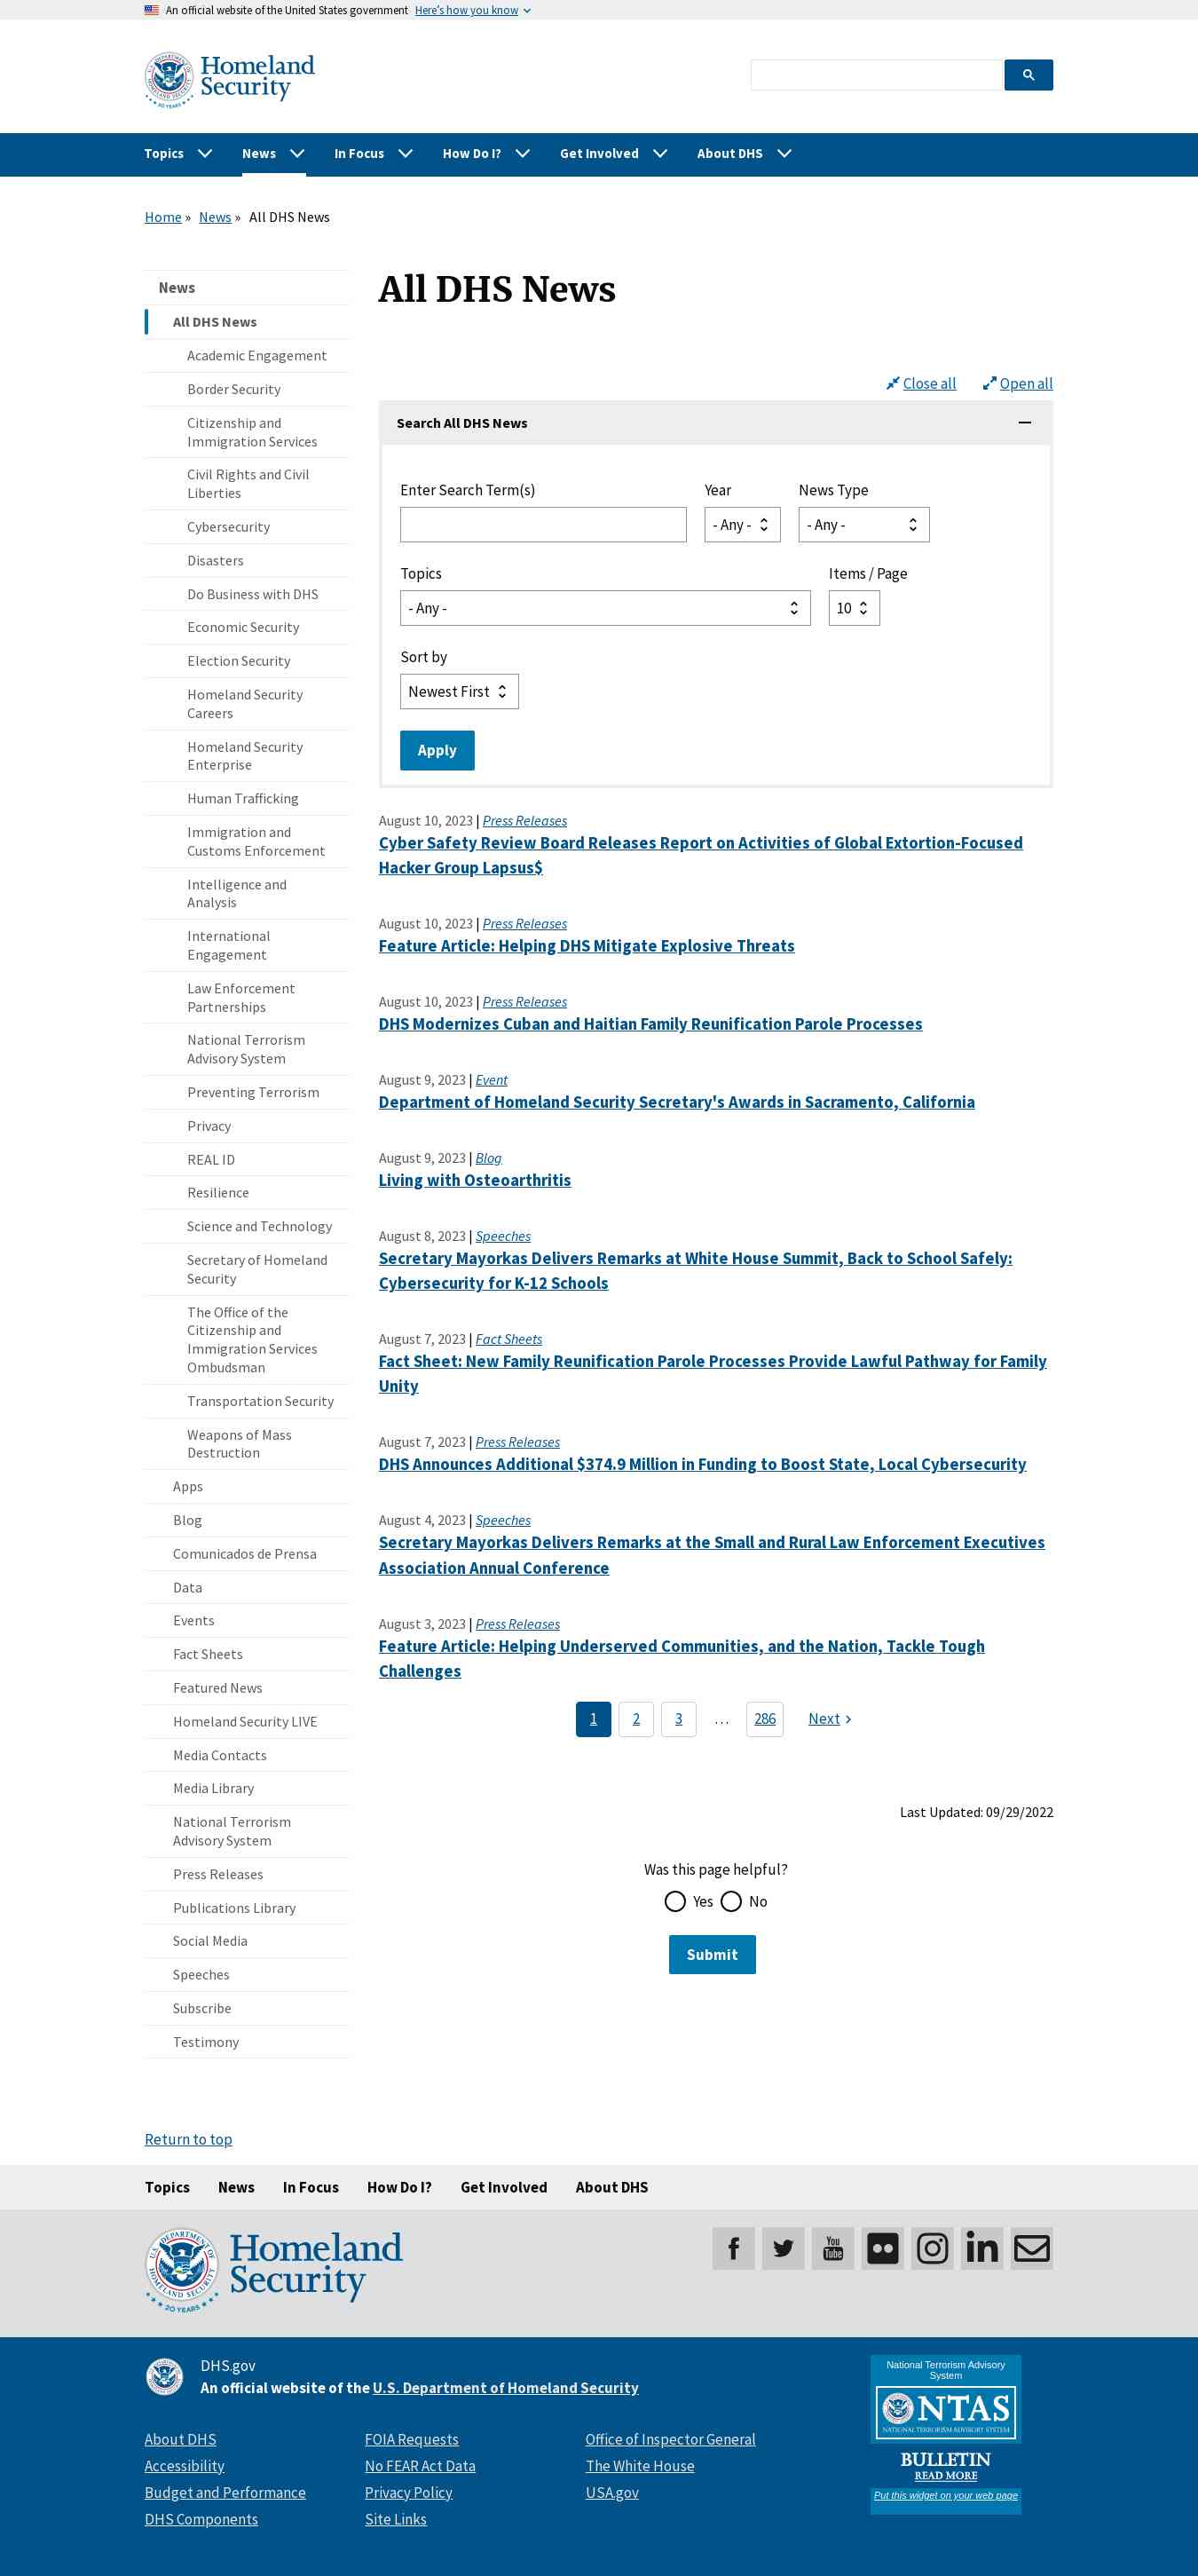 An official website of the United States government Here's how you know
Homeland
Security
Topics News In Focus How Do I? Get Involved About DHS
Home » News » All DHS News
News
All DHS News
Academic Engagement
Border Security
Citizenship and
Immigration Services
Civil Rights and Civil
Liberties
Cybersecurity
Disasters
Do Business with DHS
Economic Security
Election Security
Homeland Security
Careers
Homeland Security
Enterprise
Human Trafficking
Immigration and
Customs Enforcement
Intelligence and
Analysis
International
Engagement
Law Enforcement
Partnerships
National Terrorism
Advisory System
Preventing Terrorism
Privacy
REAL ID
Resilience
Science and Technology
Secretary of Homeland
Security
The Office of the
Citizenship and
Immigration Services
Ombudsman
Transportation Security
Weapons of Mass
Destruction
Apps
Blog
Comunicados de Prensa
Data
Events
Fact Sheets
Featured News
Homeland Security LIVE
Media Contacts
Media Library
National Terrorism
Advisory System
Press Releases
Publications Library
Social Media
Speeches
Subscribe
Testimony
All DHS News
Close all Open all
Search All DHS News
Enter Search Term(s) Year News Type
- Any - - Any -
Topics Items / Page
- Any - 10
Sort by
Newest First
Apply
August 10, 2023 | Press Releases
Cyber Safety Review Board Releases Report on Activities of Global Extortion-Focused
Hacker Group Lapsus$
August 10, 2023 | Press Releases
Feature Article: Helping DHS Mitigate Explosive Threats
August 10, 2023 | Press Releases
DHS Modernizes Cuban and Haitian Family Reunification Parole Processes
August 9, 2023 | Event
Department of Homeland Security Secretary's Awards in Sacramento, California
August 9, 2023 | Blog
Living with Osteoarthritis
August 8, 2023 | Speeches
Secretary Mayorkas Delivers Remarks at White House Summit, Back to School Safely:
Cybersecurity for K-12 Schools
August 7, 2023 | Fact Sheets
Fact Sheet: New Family Reunification Parole Processes Provide Lawful Pathway for Family
Unity
August 7, 2023 | Press Releases
DHS Announces Additional $374.9 Million in Funding to Boost State, Local Cybersecurity
August 4, 2023 | Speeches
Secretary Mayorkas Delivers Remarks at the Small and Rural Law Enforcement Executives
Association Annual Conference
August 3, 2023 | Press Releases
Feature Article: Helping Underserved Communities, and the Nation, Tackle Tough
Challenges
1 2 3 … 286 Next
Last Updated: 09/29/2022
Was this page helpful?
Yes No
Submit
Return to top
Topics News In Focus How Do I? Get Involved About DHS
Homeland
Security
20 YEARS
You
Tube
DHS.gov
An official website of the U.S. Department of Homeland Security
About DHS
Accessibility
Budget and Performance
DHS Components
FOIA Requests
No FEAR Act Data
Privacy Policy
Site Links
Office of Inspector General
The White House
USA.gov
National Terrorism Advisory
System
NTAS
NATIONAL TERRORISM ADVISORY SYSTEM
BULLETIN
READ MORE
Put this widget on your web page